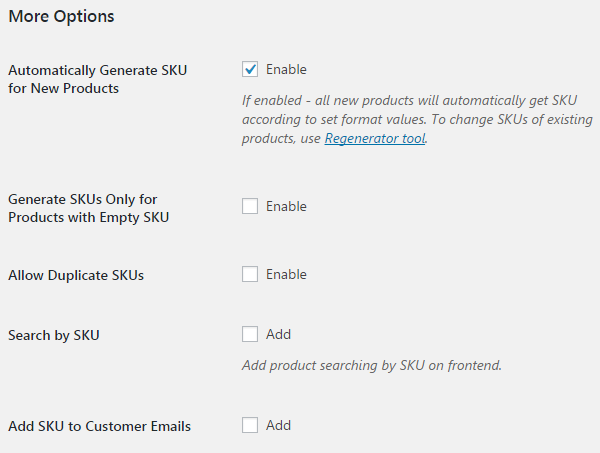 More Options
Automatically Generate SKU
for New Products
Enable
If enabled - all new products will automatically get SKU
according to set format values. To change SKUs of existing
products, use Regenerator tool.
Generate SKUs Only for
Products with Empty SKU
Enable
Allow Duplicate SKUs
Enable
Search by SKU
Add
Add product searching by SKU on frontend.
Add SKU to Customer Emails
Add